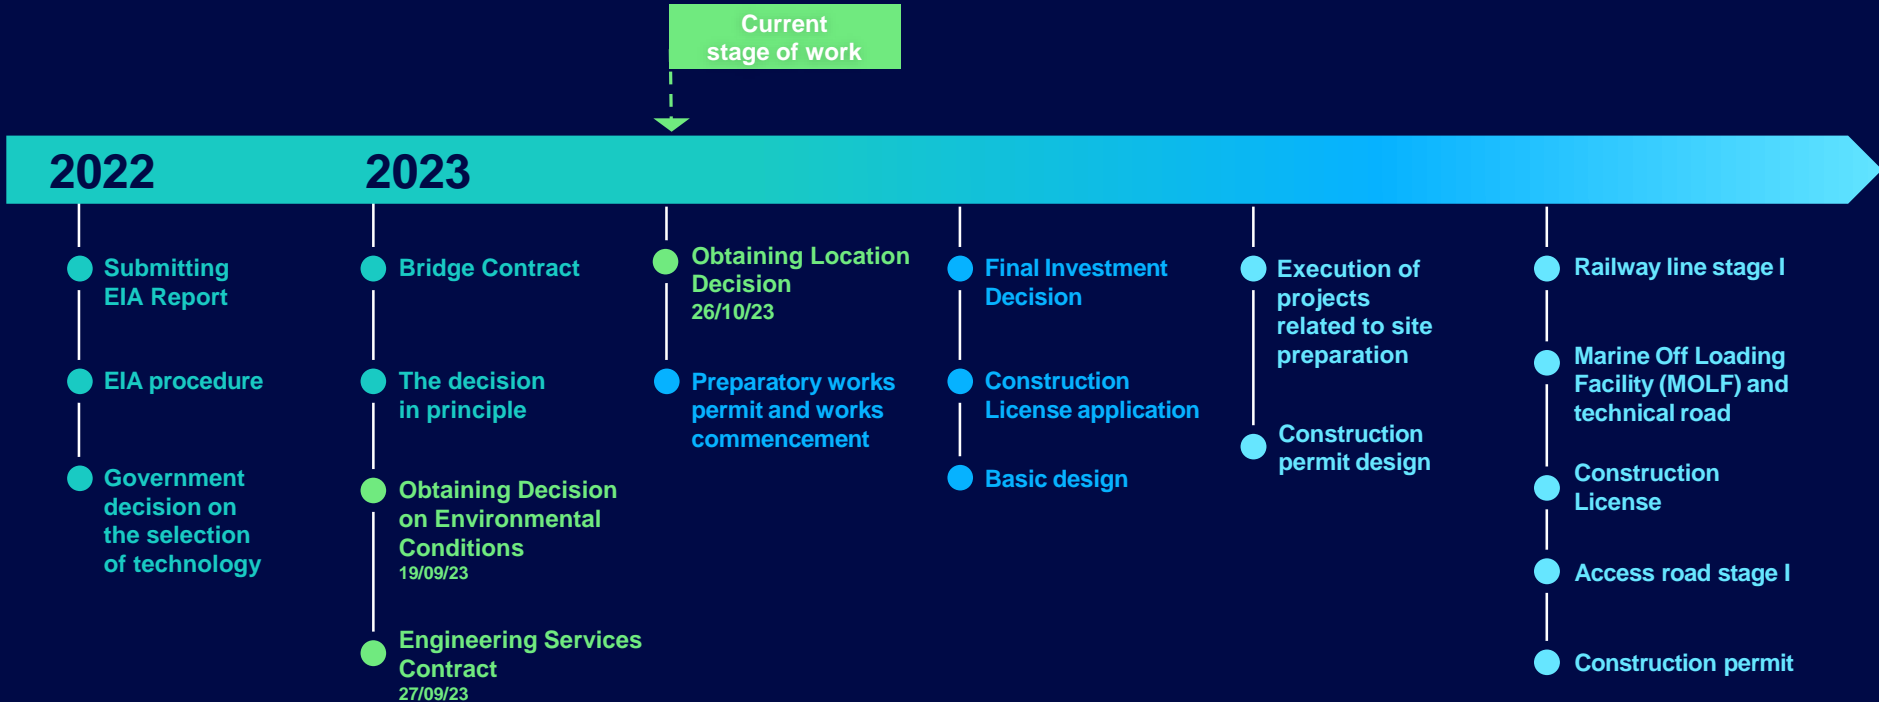 Current
stage of work
2022
2023
Submitting
EIA Report
EIA procedure
Government
decision on
the selection
of technology
Bridge Contract
The decision
in principle
Obtaining Decision
on Environmental
Conditions
19/09/23
Engineering Services
Contract
27/09/23
Obtaining Location
Decision
26/10/23
Preparatory works
permit and works
commencement
Final Investment
Decision
Construction
License application
Basic design
Execution of
projects
related to site
preparation
Construction
permit design
Railway line stage I
Marine Off Loading
Facility (MOLF) and
technical road
Construction
License
Access road stage I
Construction permit